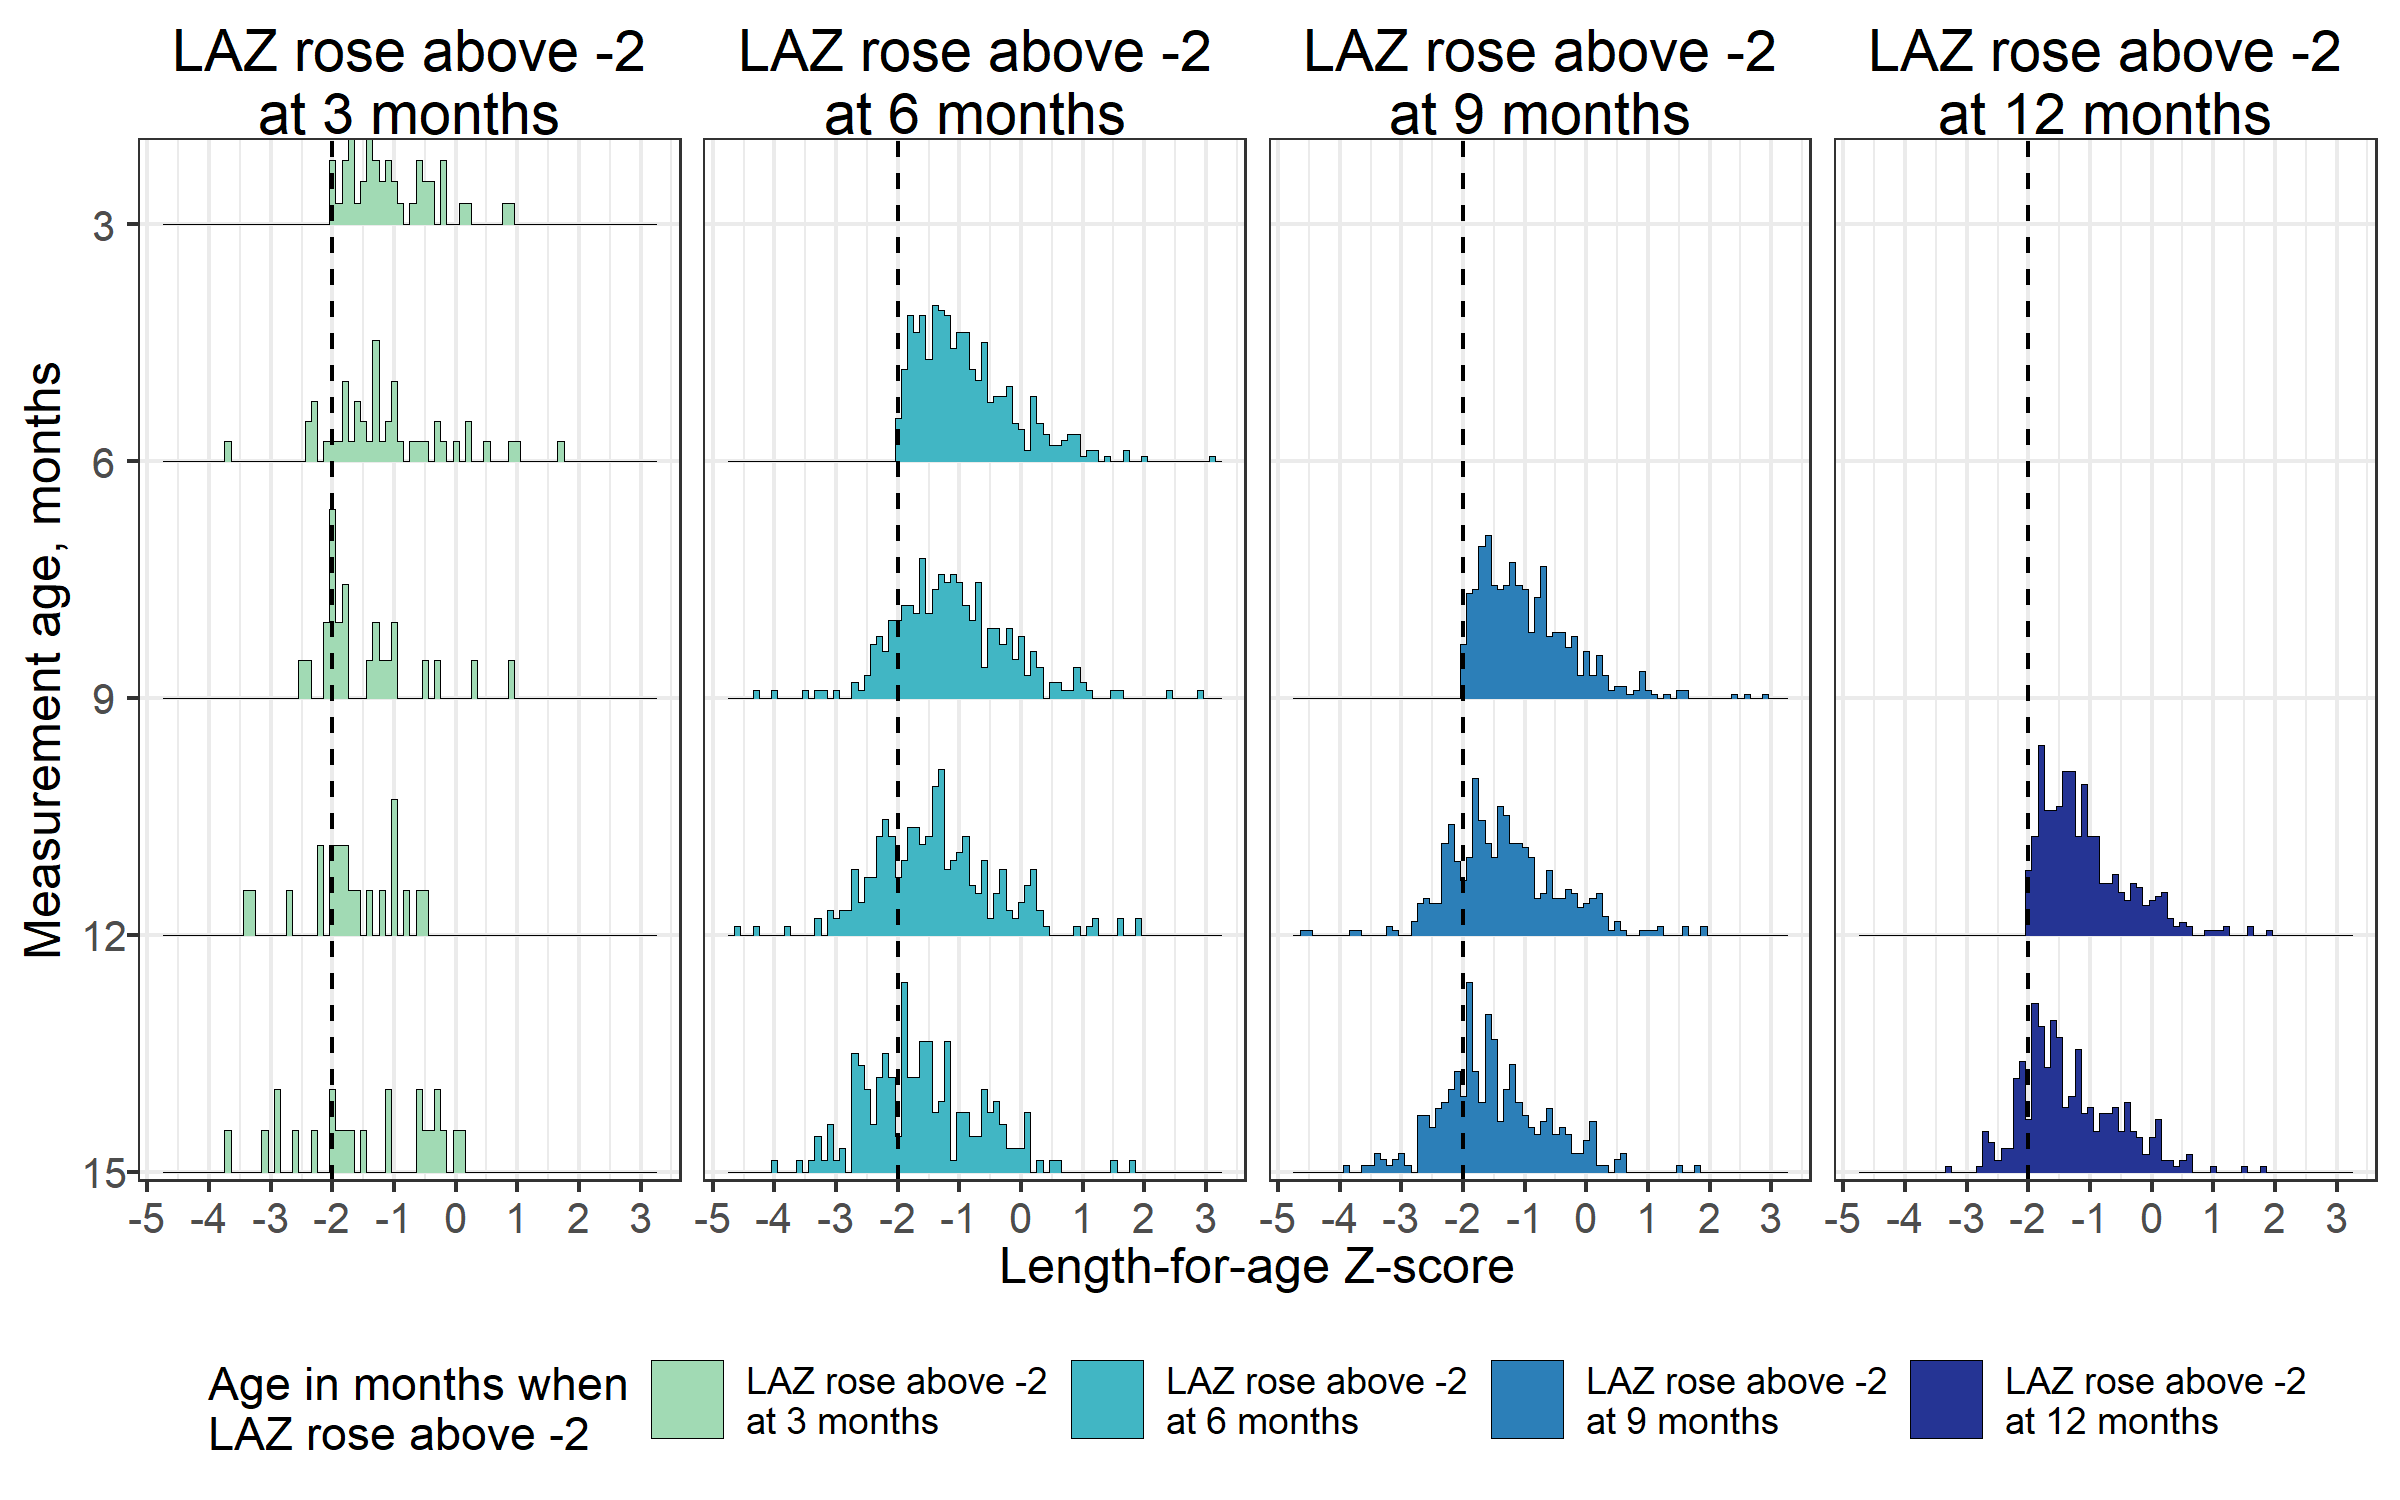 LAZ rose above -2
at 3 months
LAZ rose above -2
at 6 months
LAZ rose above -2
at 9 months
LAZ rose above -2
at 12 months
Measurement age, months
3
6
9
12
15
-5 -4 -3 -2 -1 0 1 2 3
-5 -4 -3 -2 -1 0 1 2 3
-5 -4 -3 -2 -1 0 1 2 3
-5 -4 -3 -2 -1 0 1 2 3
Length-for-age Z-score
Age in months when
LAZ rose above -2
LAZ rose above -2
at 3 months
LAZ rose above -2
at 6 months
LAZ rose above -2
at 9 months
LAZ rose above -2
at 12 months